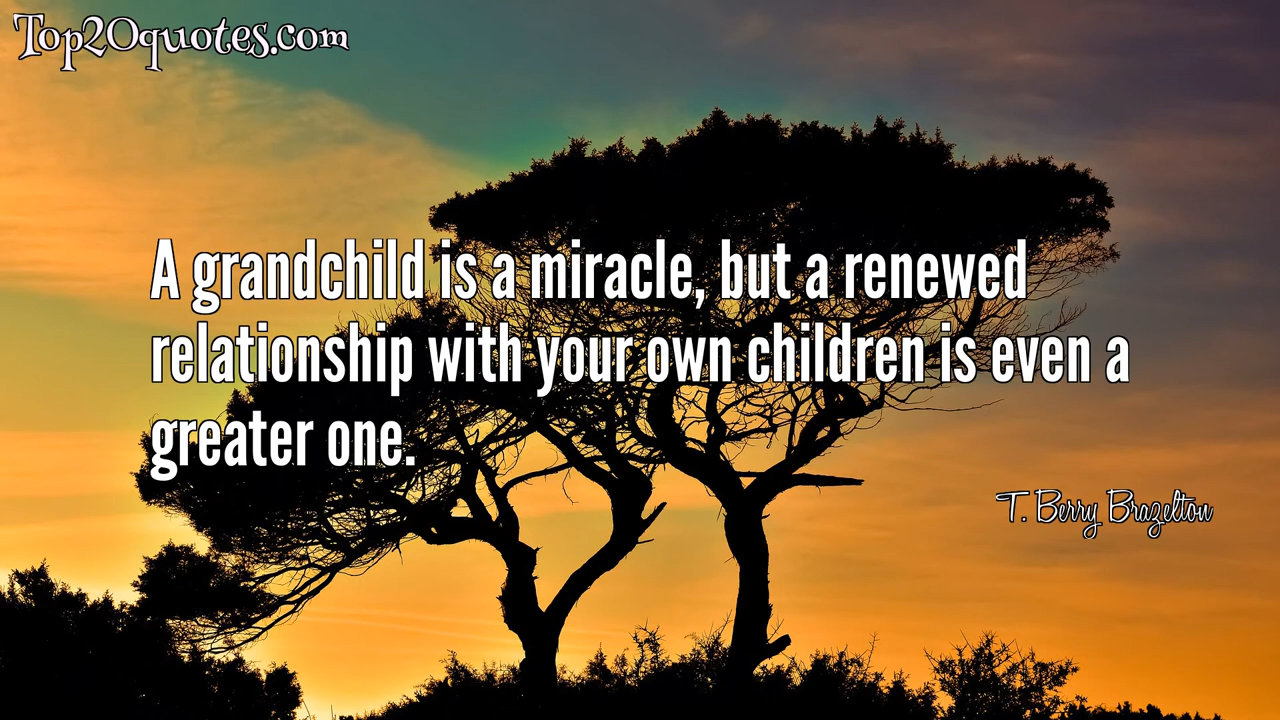 Top20quotes.com
A grandchild is a miracle, but a renewed
relationship with your own children is even a
greater one.
T. Berry Brazelton